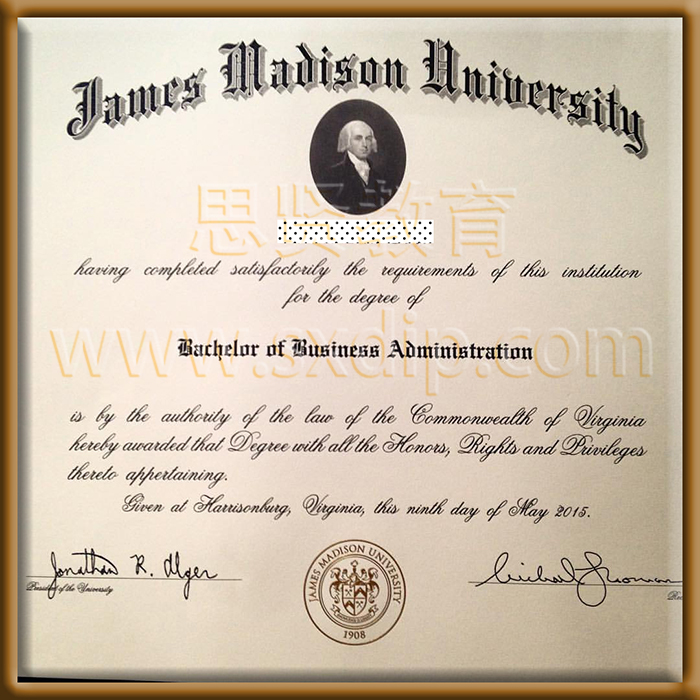 James Madison University
思贤教育
having completed satisfactorily the requirements of this institution
for the degree of
www.sxdip.com
Bachelor of Business Administration
is by the authority of the law of the Commonwealth of Virginia
hereby awarded that Degree with all the Honors, Rights and Privileges
thereto appertaining.
Given at Harrisonburg, Virginia, this ninth day of May 2015.
Jonathan R. Alger
President of the University
JAMES MADISON UNIVERSITY
1908